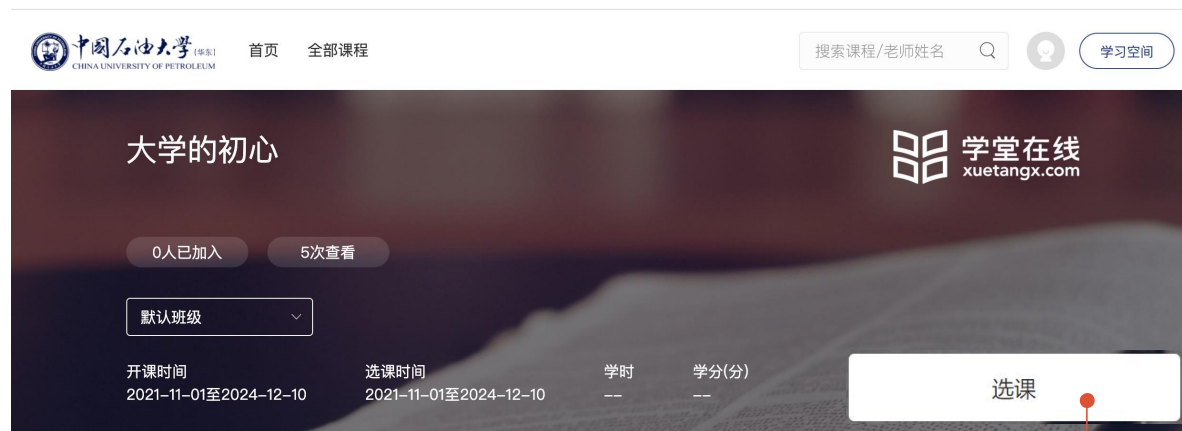 中國石油大学(华东)
CHINA UNIVERSITY OF PETROLEUM
首页 全部课程
搜索课程/老师姓名
学习空间
大学的初心
学堂在线
xuetangx.com
0人已加入 5次查看
默认班级
开课时间 选课时间 学时 学分(分)
2021-11-01至2024-12-10 2021-11-01至2024-12-10 -- --
选课